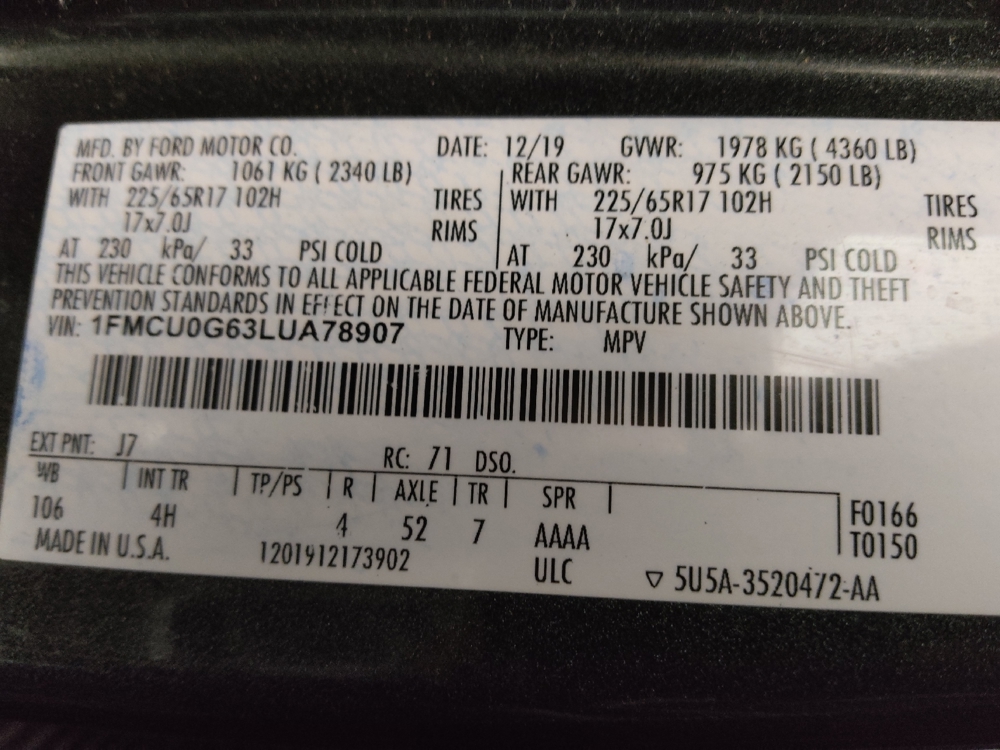 MFD. BY FORD MOTOR CO. DATE: 12/19 GVWR: 1978 KG ( 4360 LB)
FRONT GAWR: 1061 KG ( 2340 LB) REAR GAWR: 975 KG ( 2150 LB)
WITH 225/65R17 102H TIRES WITH 225/65R17 102H TIRES
17x7.0J RIMS 17x7.0J RIMS
AT 230 kPa/ 33 PSI COLD AT 230 kPa/ 33 PSI COLD
THIS VEHICLE CONFORMS TO ALL APPLICABLE FEDERAL MOTOR VEHICLE SAFETY AND THEFT
PREVENTION STANDARDS IN EFFECT ON THE DATE OF MANUFACTURE SHOWN ABOVE.
VIN: 1FMCU0G63LUA78907 TYPE: MPV
EXT PNT: J7 RC: 71 DSO.
WB INT TR TP/PS R AXLE TR SPR
106 4H 4 52 7 AAAA F0166
MADE IN U.S.A. 1201912173902 ULC T0150
▽ 5U5A-3520472-AA